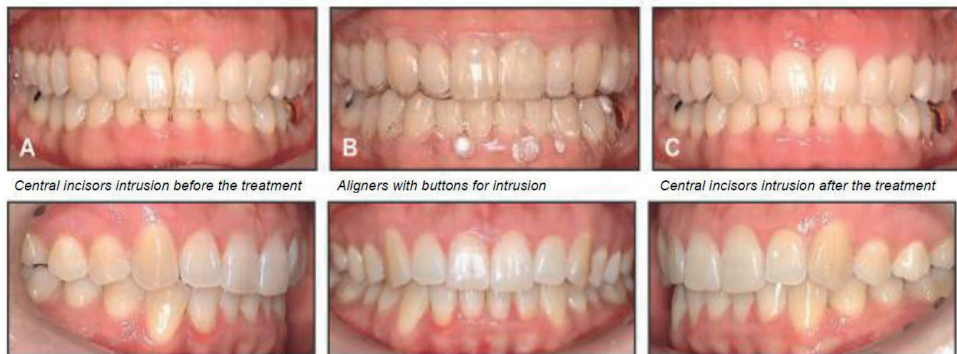 A
B
C
Central incisors intrusion before the treatment
Aligners with buttons for intrusion
Central incisors intrusion after the treatment